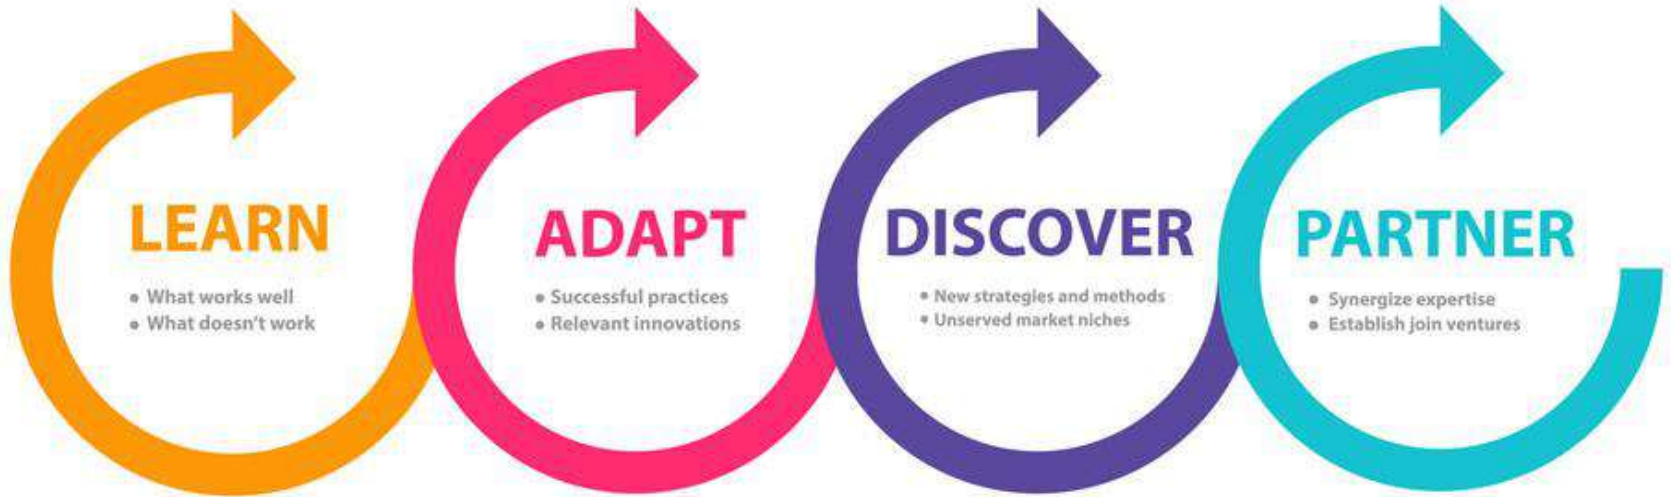 LEARN
• What works well
• What doesn't work
ADAPT
• Successful practices
• Relevant innovations
DISCOVER
• New strategies and methods
• Unserved market niches
PARTNER
• Synergize expertise
• Establish join ventures